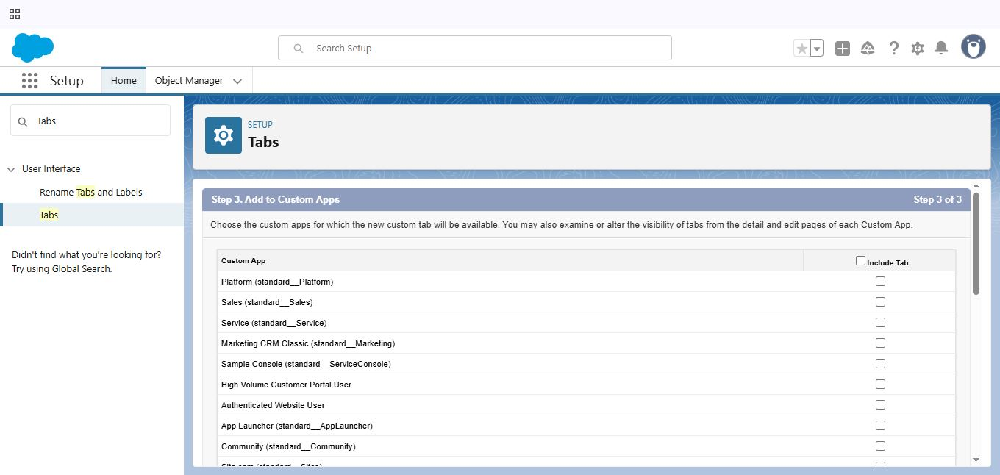 Search Setup
Setup
Home
Object Manager
Tabs
User Interface
Rename Tabs and Labels
Tabs
Didn't find what you're looking for?
Try using Global Search.
SETUP
Tabs
Step 3. Add to Custom Apps
Step 3 of 3
Choose the custom apps for which the new custom tab will be available. You may also examine or alter the visibility of tabs from the detail and edit pages of each Custom App.
Custom App
Include Tab
Platform (standard__Platform)
Sales (standard__Sales)
Service (standard__Service)
Marketing CRM Classic (standard__Marketing)
Sample Console (standard__ServiceConsole)
High Volume Customer Portal User
Authenticated Website User
App Launcher (standard__AppLauncher)
Community (standard__Community)
Site.com (standard__Sites)